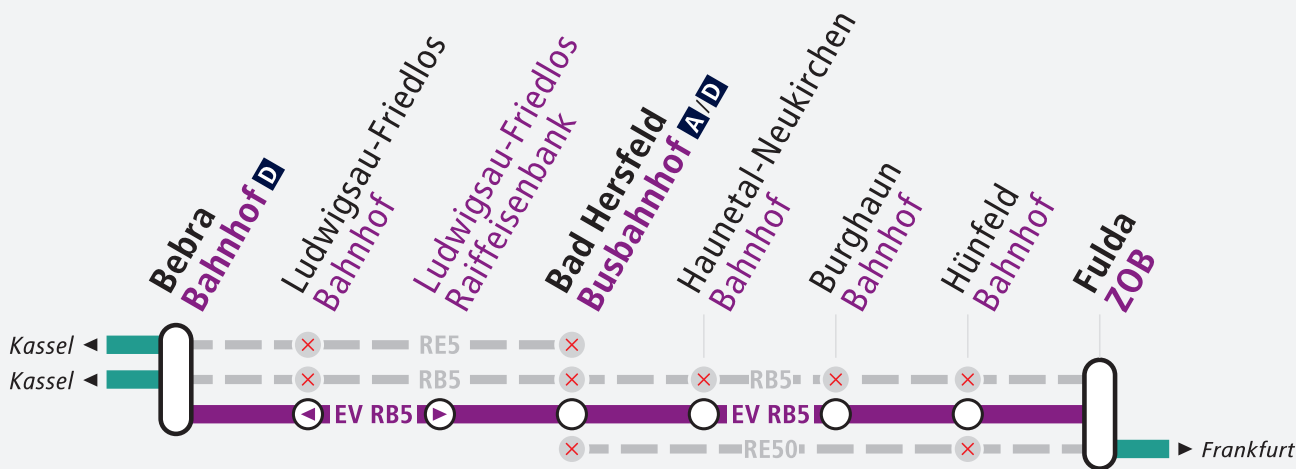 Bebra
Bahnhof D
Ludwigsau-Friedlos
Bahnhof
Ludwigsau-Friedlos
Raiffeisenbank
Bad Hersfeld
Busbahnhof A/D
Haunetal-Neukirchen
Bahnhof
Burghaun
Bahnhof
Hünfeld
Bahnhof
Fulda
ZOB
Kassel RE5
Kassel RB5 RB5
EV RB5 EV RB5
RE50 Frankfurt